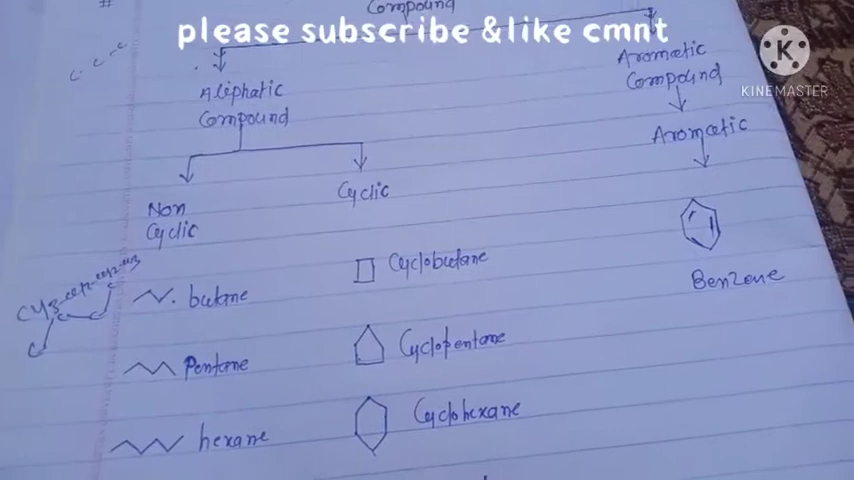 Compound
please subscribe &like cmnt
KINEMASTER
Aliphatic
Compound
Aromatic
Compound
Aromatic
Non
Cyclic
Cyclic
butane
Cyclobutane
Benzene
Pentane
Cyclopentane
hexane
Cyclohexane